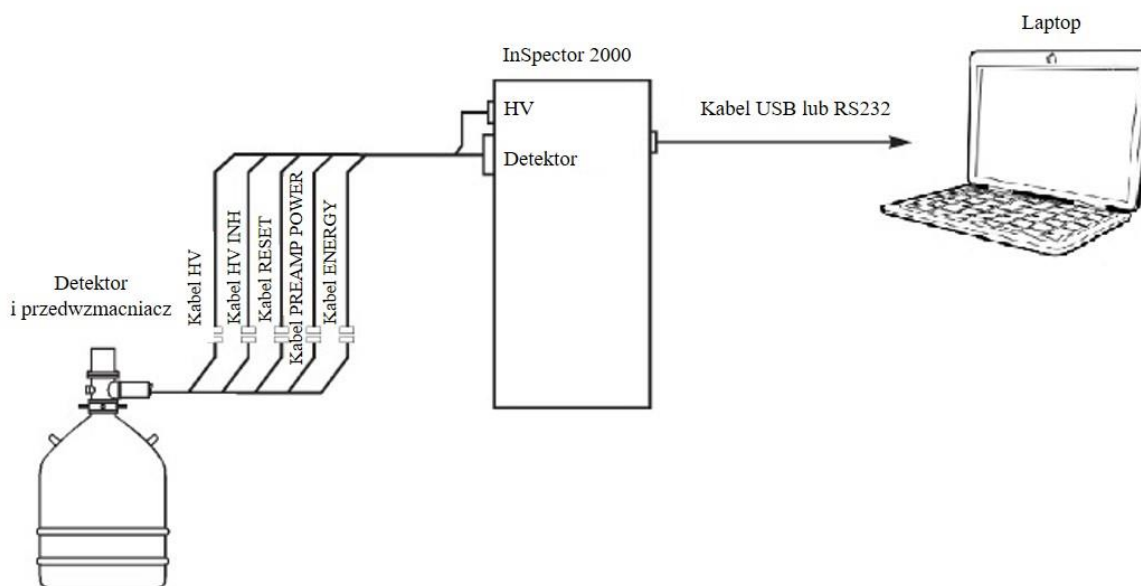 Laptop
InSpector 2000
HV
Kabel USB lub RS232
Detektor
Kabel HV
Kabel HV INH
Kabel RESET
Kabel PREAMP POWER
Kabel ENERGY
Detektor
i przedwzmacniacz